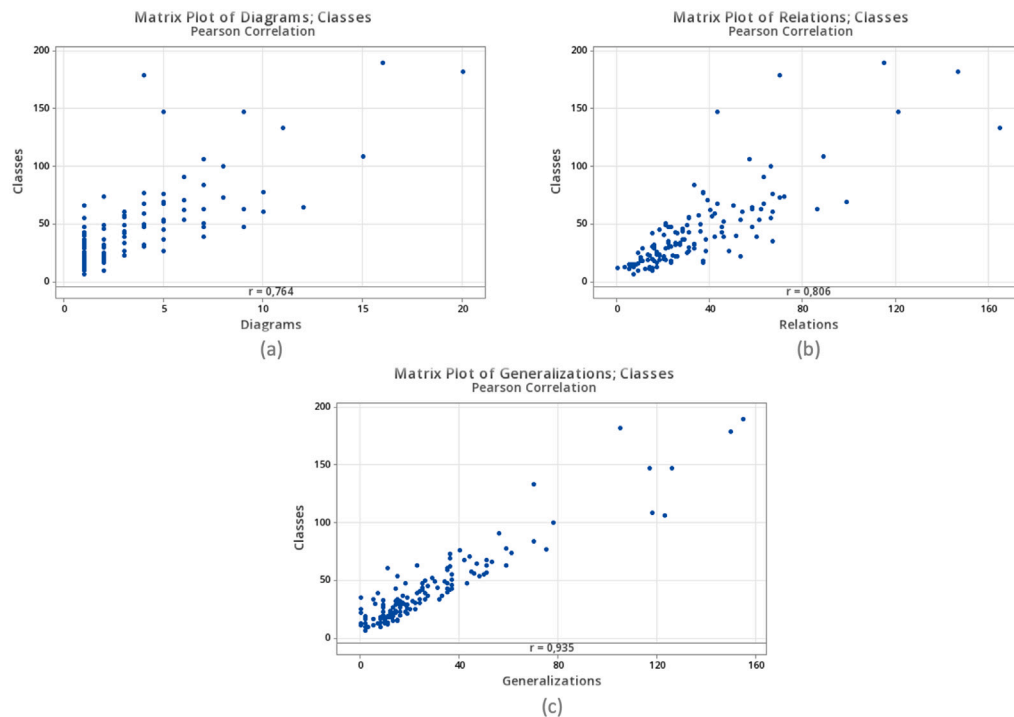 Matrix Plot of Diagrams; Classes
Pearson Correlation
200
150
100
50
0
Classes
r = 0,764
0 5 10 15 20
Diagrams
(a)
Matrix Plot of Relations; Classes
Pearson Correlation
200
150
100
50
0
Classes
r = 0,806
0 40 80 120 160
Relations
(b)
Matrix Plot of Generalizations; Classes
Pearson Correlation
200
150
100
50
0
Classes
r = 0,935
0 40 80 120 160
Generalizations
(c)